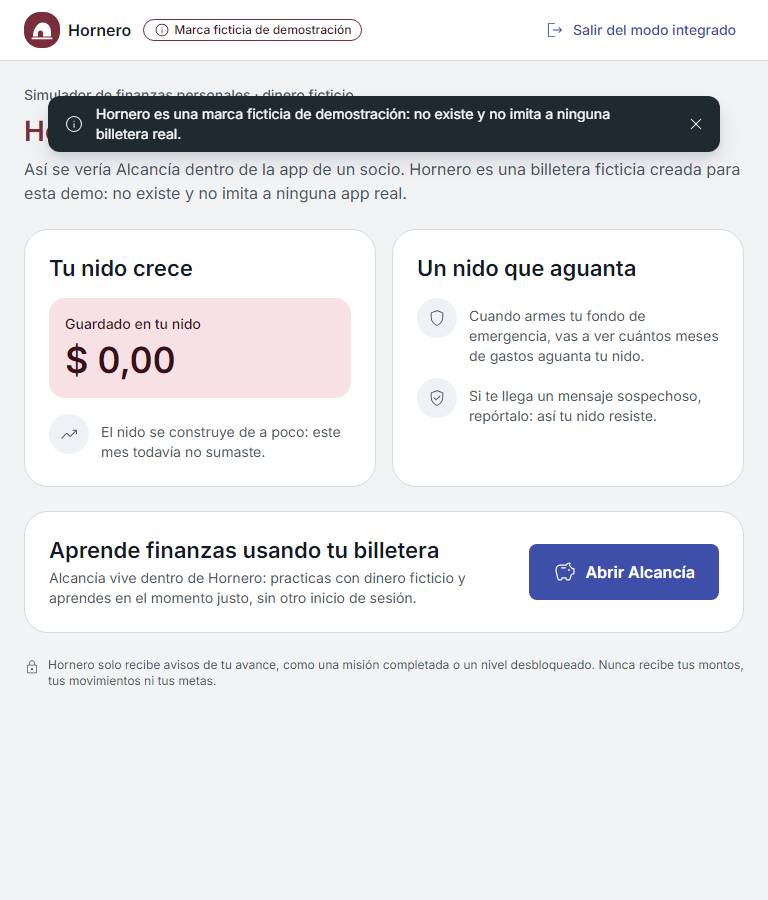 Hornero
Marca ficticia de demostración
Salir del modo integrado
Simulador de finanzas personales · dinero ficticio
Hornero es una marca ficticia de demostración: no existe y no imita a ninguna
billetera real.
Así se vería Alcancía dentro de la app de un socio. Hornero es una billetera ficticia creada para
esta demo: no existe y no imita a ninguna app real.
Tu nido crece
Guardado en tu nido
$ 0,00
El nido se construye de a poco: este
mes todavía no sumaste.
Un nido que aguanta
Cuando armes tu fondo de
emergencia, vas a ver cuántos meses
de gastos aguanta tu nido.
Si te llega un mensaje sospechoso,
repórtalo: así tu nido resiste.
Aprende finanzas usando tu billetera
Alcancía vive dentro de Hornero: practicas con dinero ficticio y
aprendes en el momento justo, sin otro inicio de sesión.
Abrir Alcancía
Hornero solo recibe avisos de tu avance, como una misión completada o un nivel desbloqueado. Nunca recibe tus montos,
tus movimientos ni tus metas.